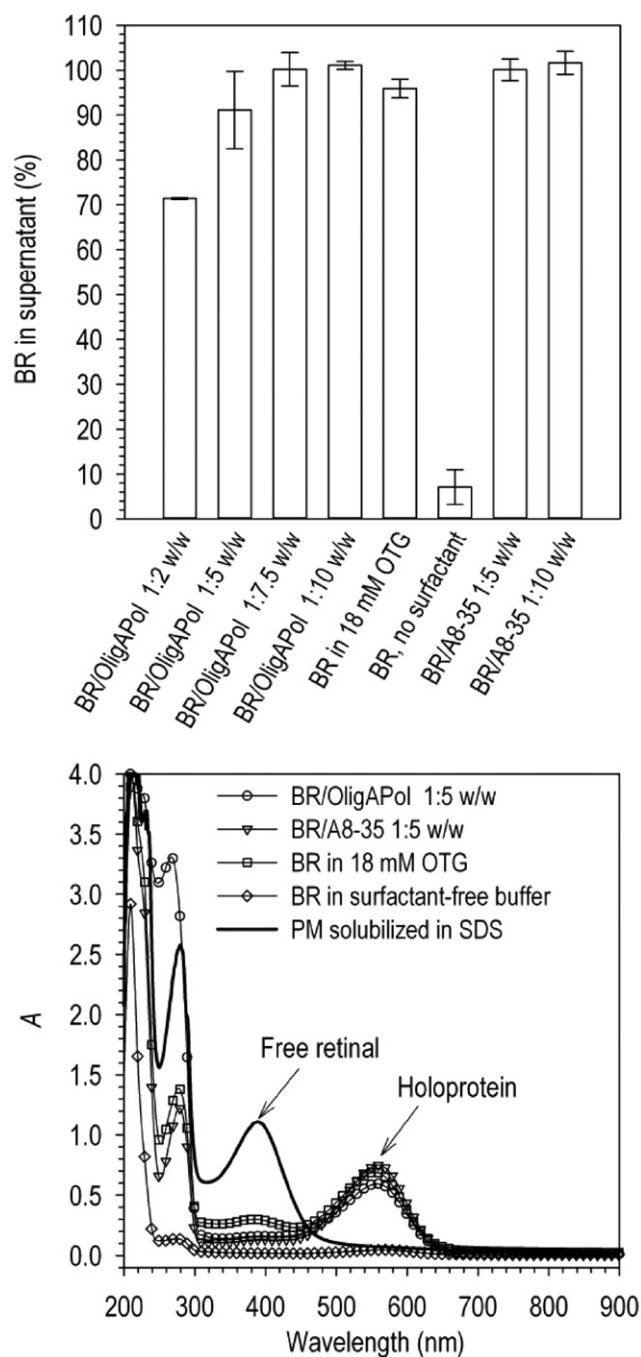 BR in supernatant (%)
110
100
90
80
70
60
50
40
30
20
10
0
BR/OligAPol 1:2 w/w
BR/OligAPol 1:5 w/w
BR/OligAPol 1:7.5 w/w
BR/OligAPol 1:10 w/w
BR in 18 mM OTG
BR, no surfactant
BR/A8-35 1:5 w/w
BR/A8-35 1:10 w/w
A
4.0
3.5
3.0
2.5
2.0
1.5
1.0
0.5
0.0
BR/OligAPol 1:5 w/w
BR/A8-35 1:5 w/w
BR in 18 mM OTG
BR in surfactant-free buffer
PM solubilized in SDS
Free retinal
Holoprotein
200 300 400 500 600 700 800 900
Wavelength (nm)